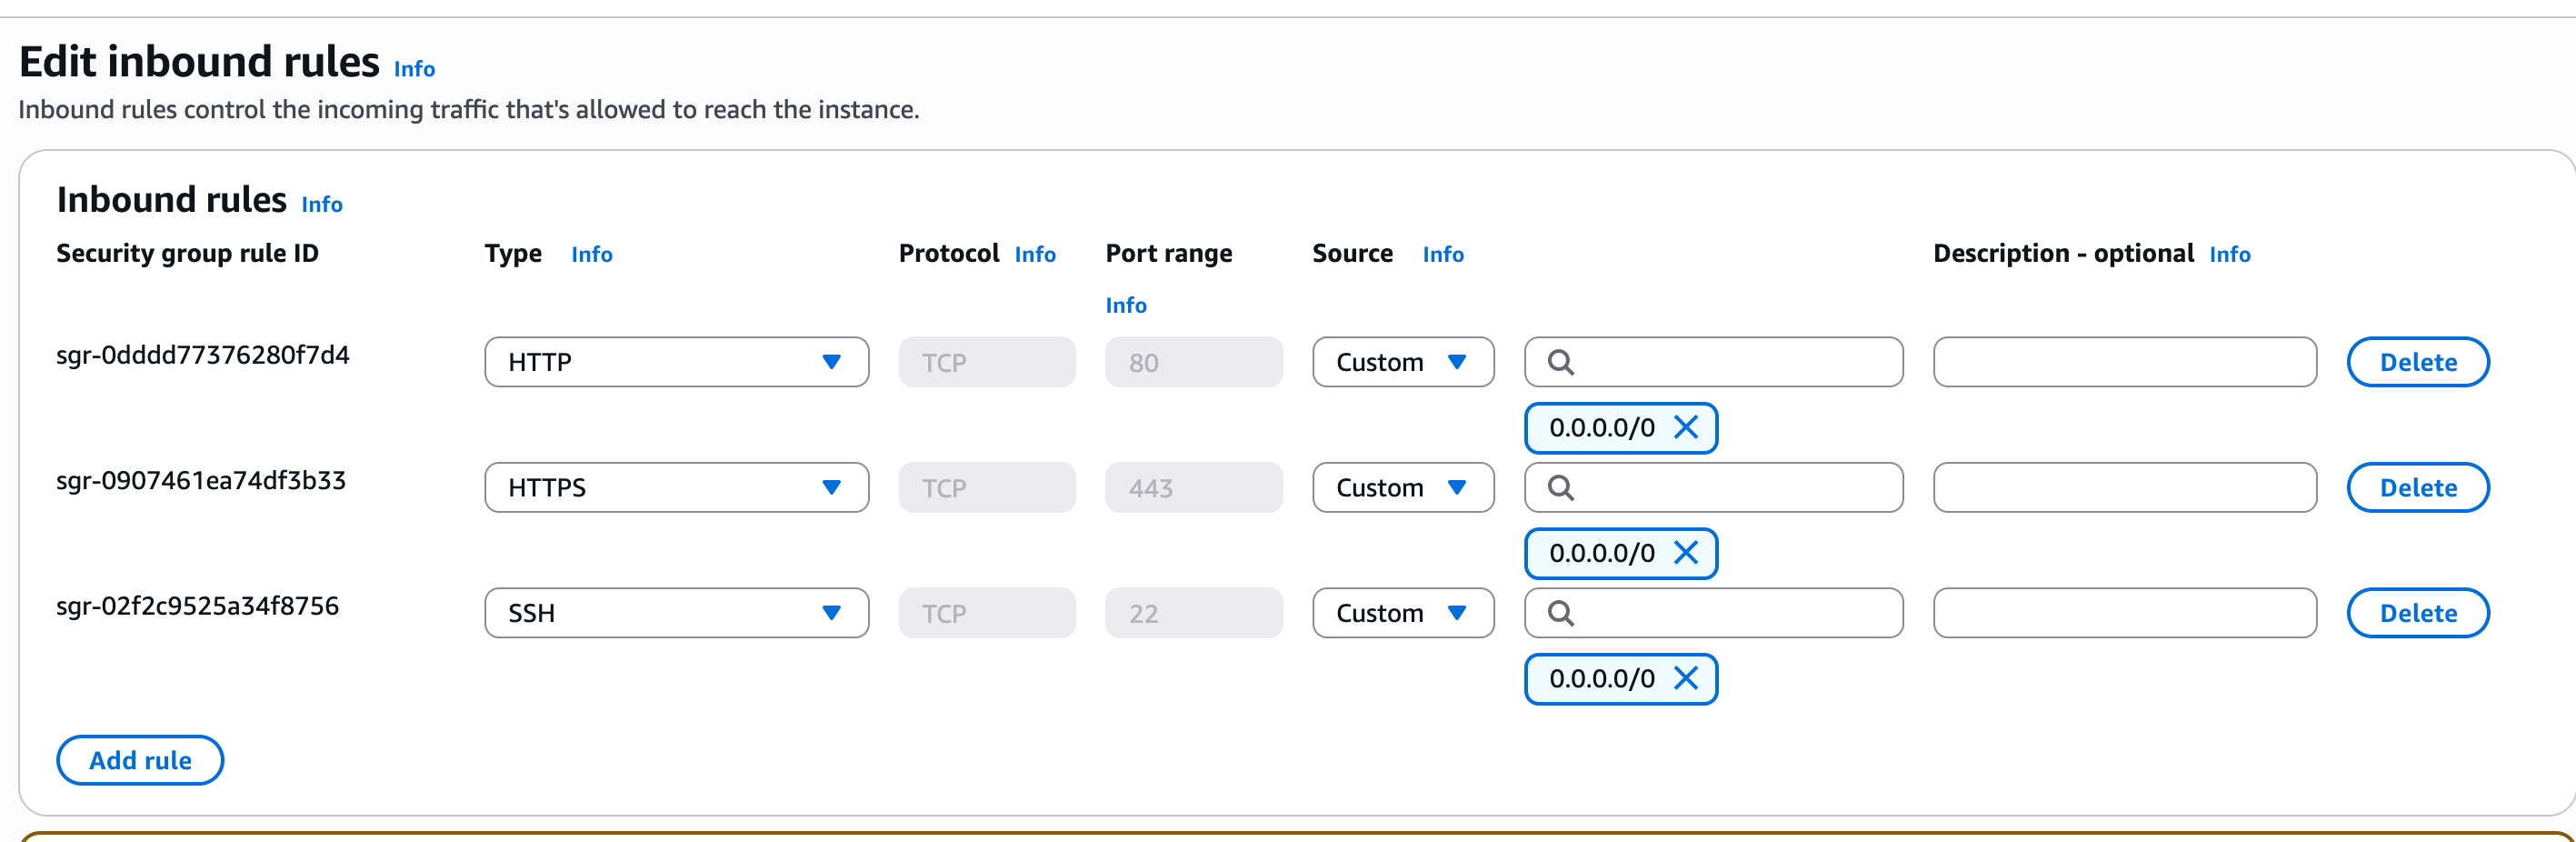 Edit inbound rules Info
Inbound rules control the incoming traffic that's allowed to reach the instance.
Inbound rules Info
Security group rule ID Type Info Protocol Info Port range Info Source Info Description - optional Info
sgr-0dddd77376280f7d4 HTTP TCP 80 Custom Delete
0.0.0.0/0
sgr-0907461ea74df3b33 HTTPS TCP 443 Custom Delete
0.0.0.0/0
sgr-02f2c9525a34f8756 SSH TCP 22 Custom Delete
0.0.0.0/0
Add rule